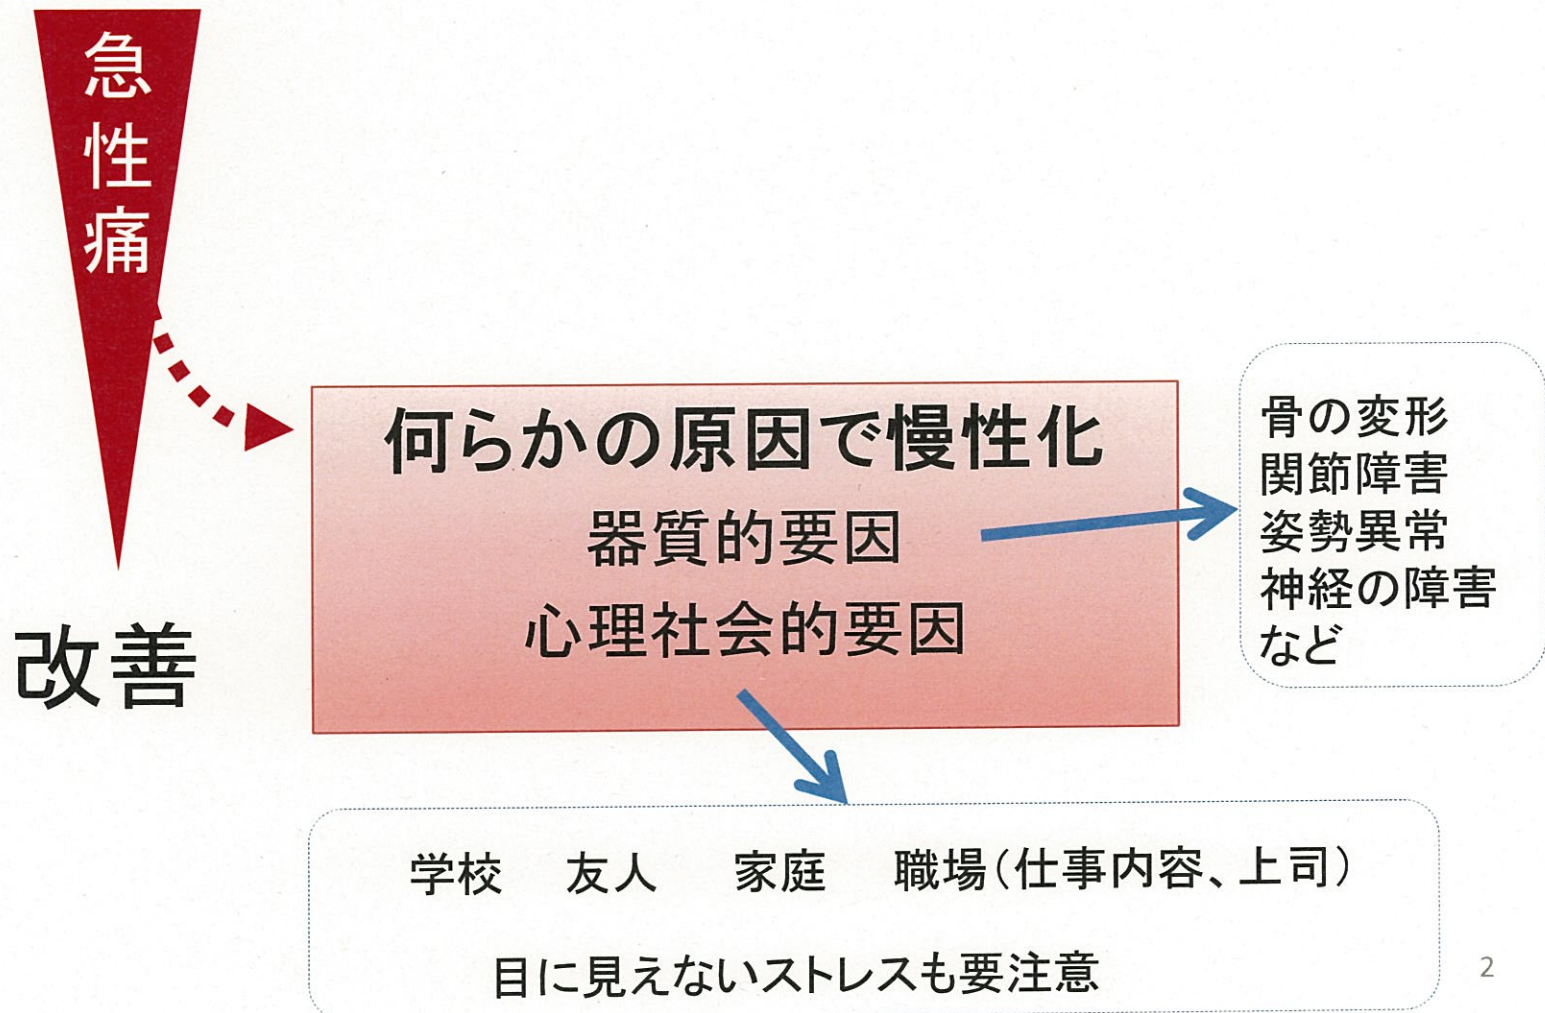 急性痛
改善
何らかの原因で慢性化
器質的要因
心理社会的要因
骨の変形
関節障害
姿勢異常
神経の障害
など
学校 友人 家庭 職場(仕事内容、上司)
目に見えないストレスも要注意
2